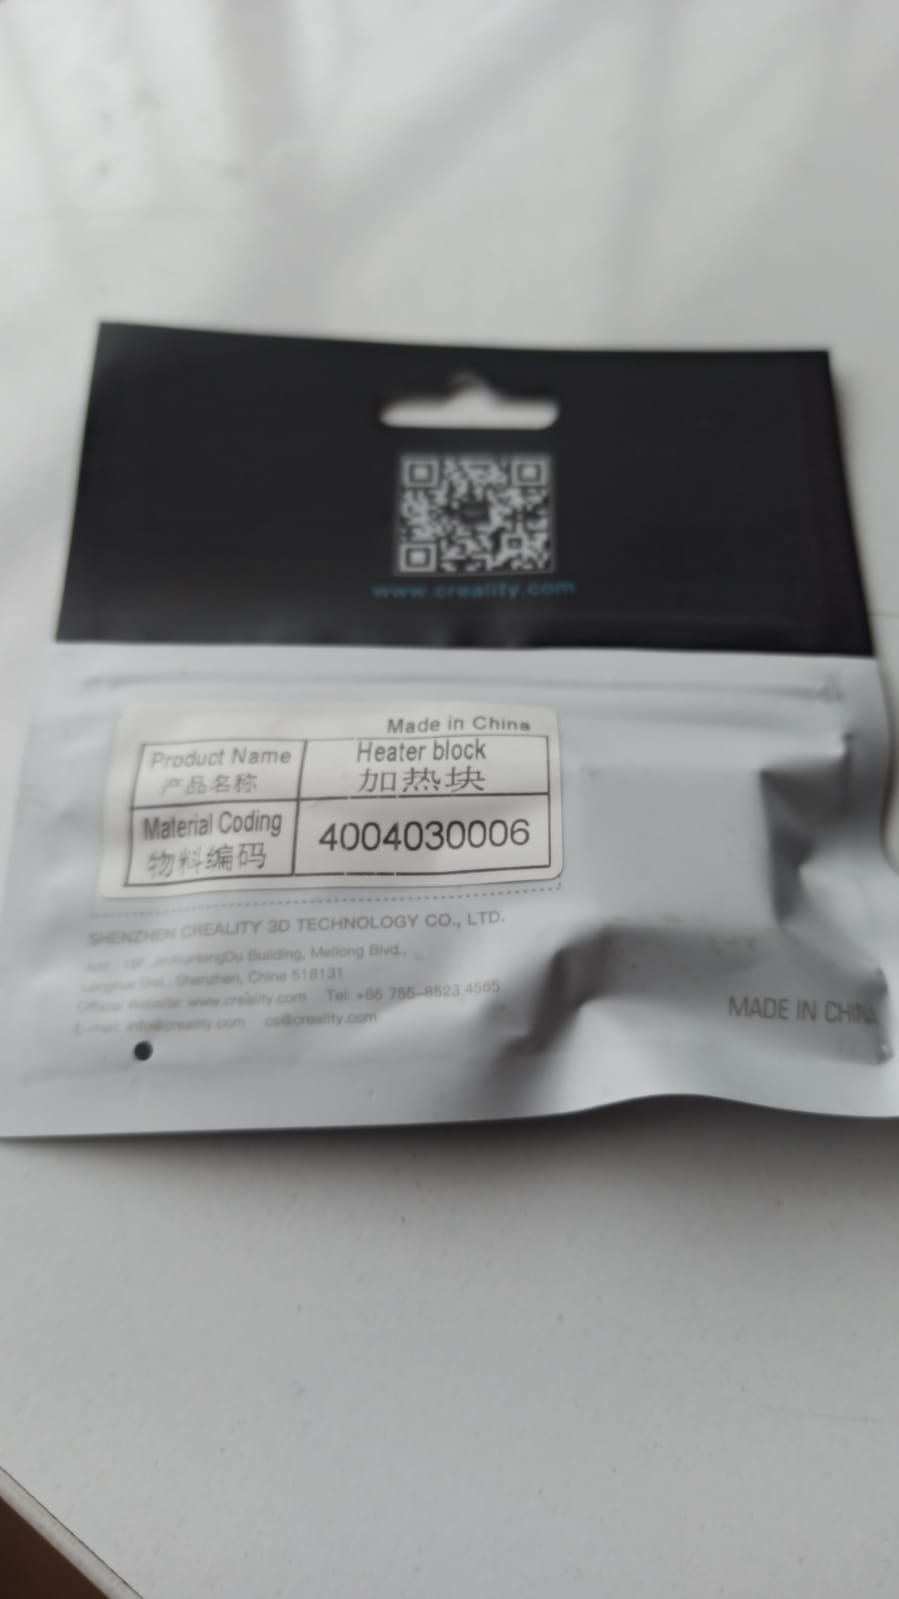 www.creality.com
Made in China
Product Name
产品名称
Heater block
加热块
Material Coding
物料编码
4004030006
SHENZHEN CREALITY 3D TECHNOLOGY CO., LTD.
HongDu Building, Meilong Blvd.,
Dist., Shenzhen, China 518131
Official Website: www.creality.com Tel: +86 755-8523 4565
E-mail: info@creality.com cs@creality.com
MADE IN CHINA